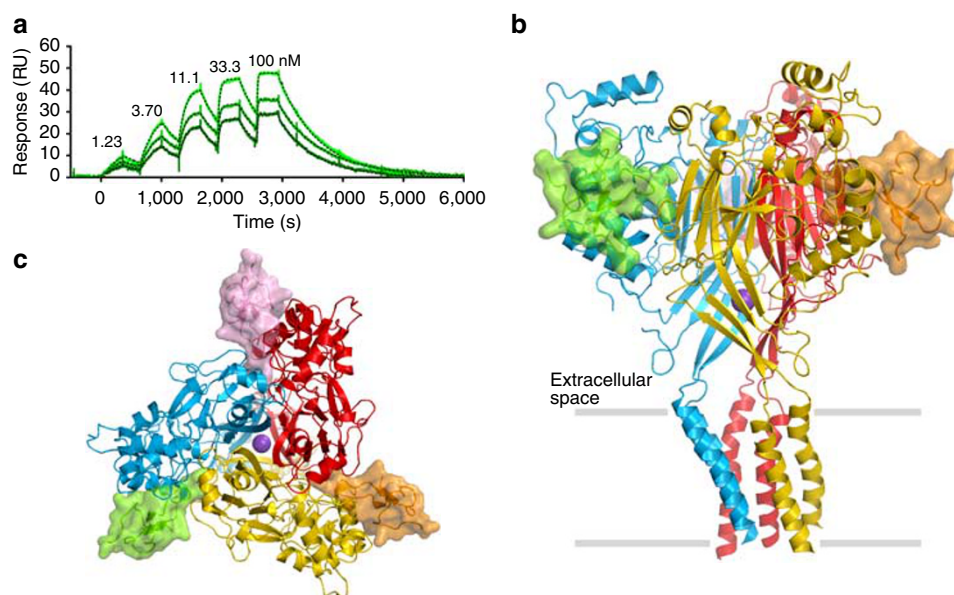 a
Response (RU)
60
50
40
30
20
10
0
1.23
3.70
11.1
33.3
100 nM
0
1,000
2,000
3,000
4,000
5,000
6,000
Time (s)
b
Extracellular
space
c